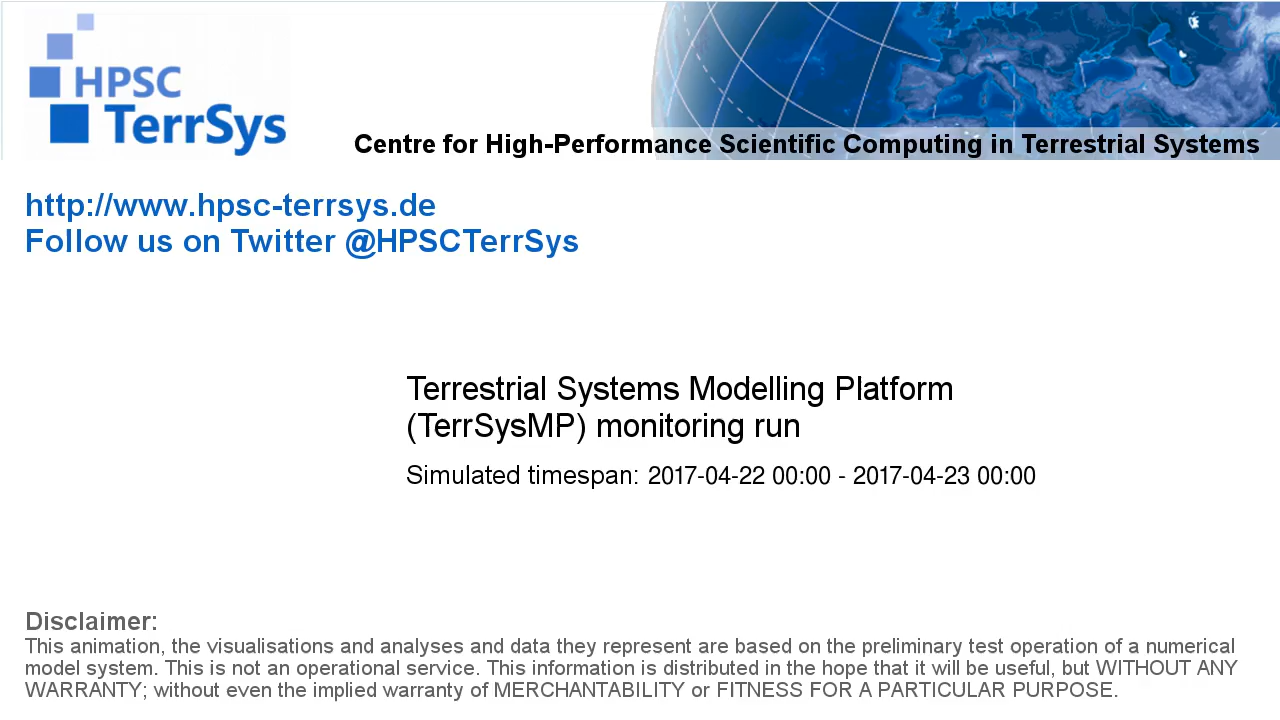 HPSC
TerrSys
Centre for High-Performance Scientific Computing in Terrestrial Systems
http://www.hpsc-terrsys.de
Follow us on Twitter @HPSCTerrSys
Terrestrial Systems Modelling Platform
(TerrSysMP) monitoring run
Simulated timespan: 2017-04-22 00:00 - 2017-04-23 00:00
Disclaimer:
This animation, the visualisations and analyses and data they represent are based on the preliminary test operation of a numerical
model system. This is not an operational service. This information is distributed in the hope that it will be useful, but WITHOUT ANY
WARRANTY; without even the implied warranty of MERCHANTABILITY or FITNESS FOR A PARTICULAR PURPOSE.